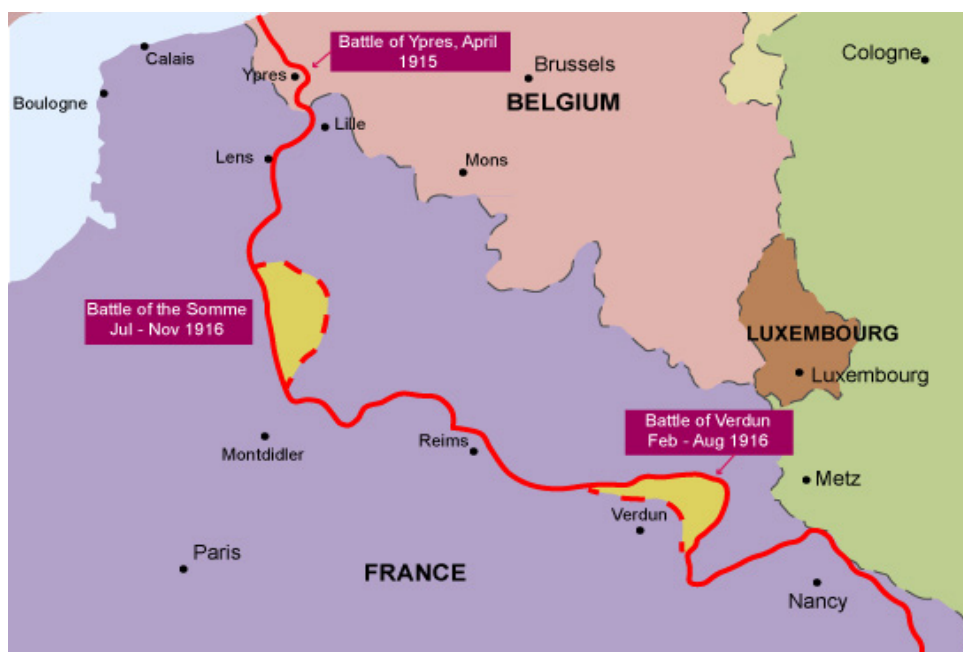 Battle of Ypres, April
1915
Calais
Ypres
Brussels
Cologne
Boulogne
BELGIUM
Lille
Lens
Mons
Battle of the Somme
Jul - Nov 1916
LUXEMBOURG
Luxembourg
Battle of Verdun
Feb - Aug 1916
Reims
Montdidler
Metz
Verdun
Paris
FRANCE
Nancy